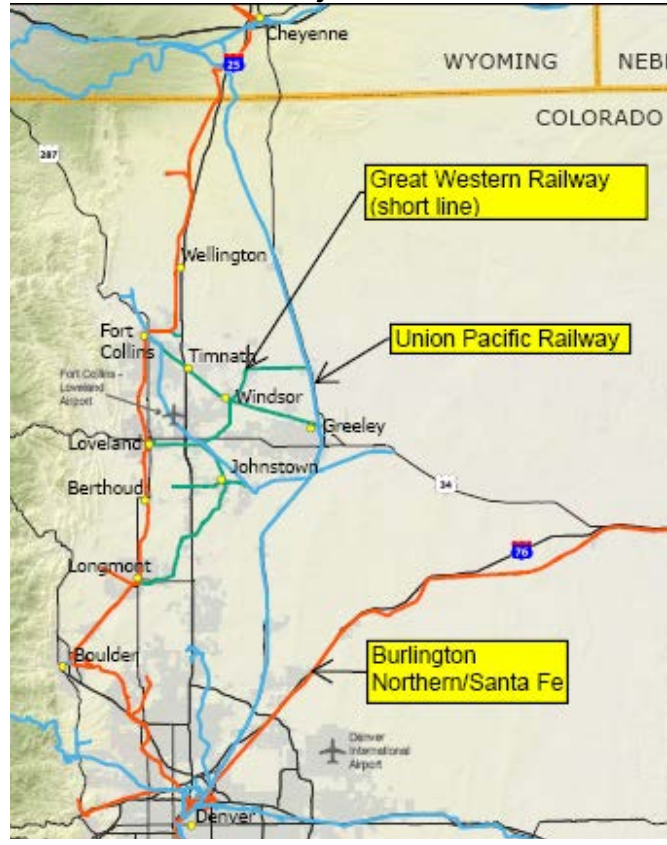 Cheyenne
25
WYOMING
NEB
COLORADO
287
Great Western Railway
(short line)
Wellington
Fort
Collins
Timnath
Union Pacific Railway
Fort Collins -
Loveland
Airport
Windsor
Greeley
Loveland
Johnstown
Berthoud
34
76
Longmont
Boulder
Burlington
Northern/Santa Fe
Denver
International
Airport
Denver